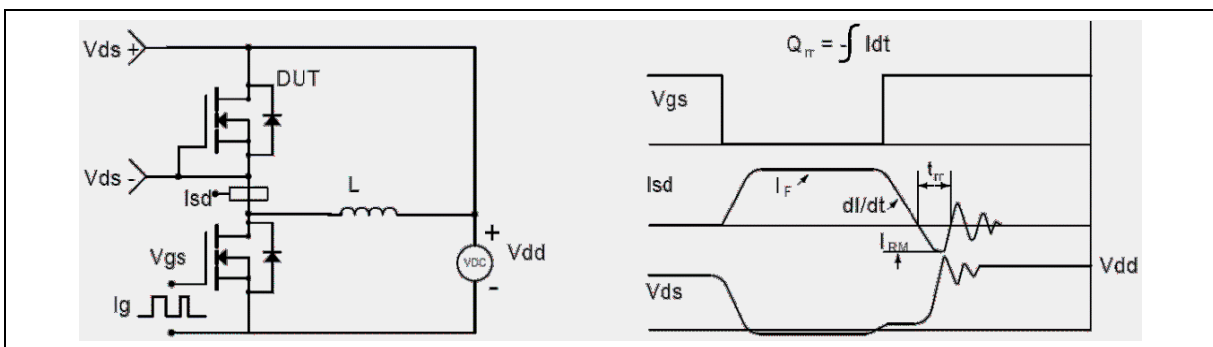 Vds +
DUT
Vds -
Isd
L
Vgs
+
VDC
Vdd
-
Ig
Qrr = -∫ Idt
Vgs
trr
Isd
IF
dI/dt
IRM
Vdd
Vds